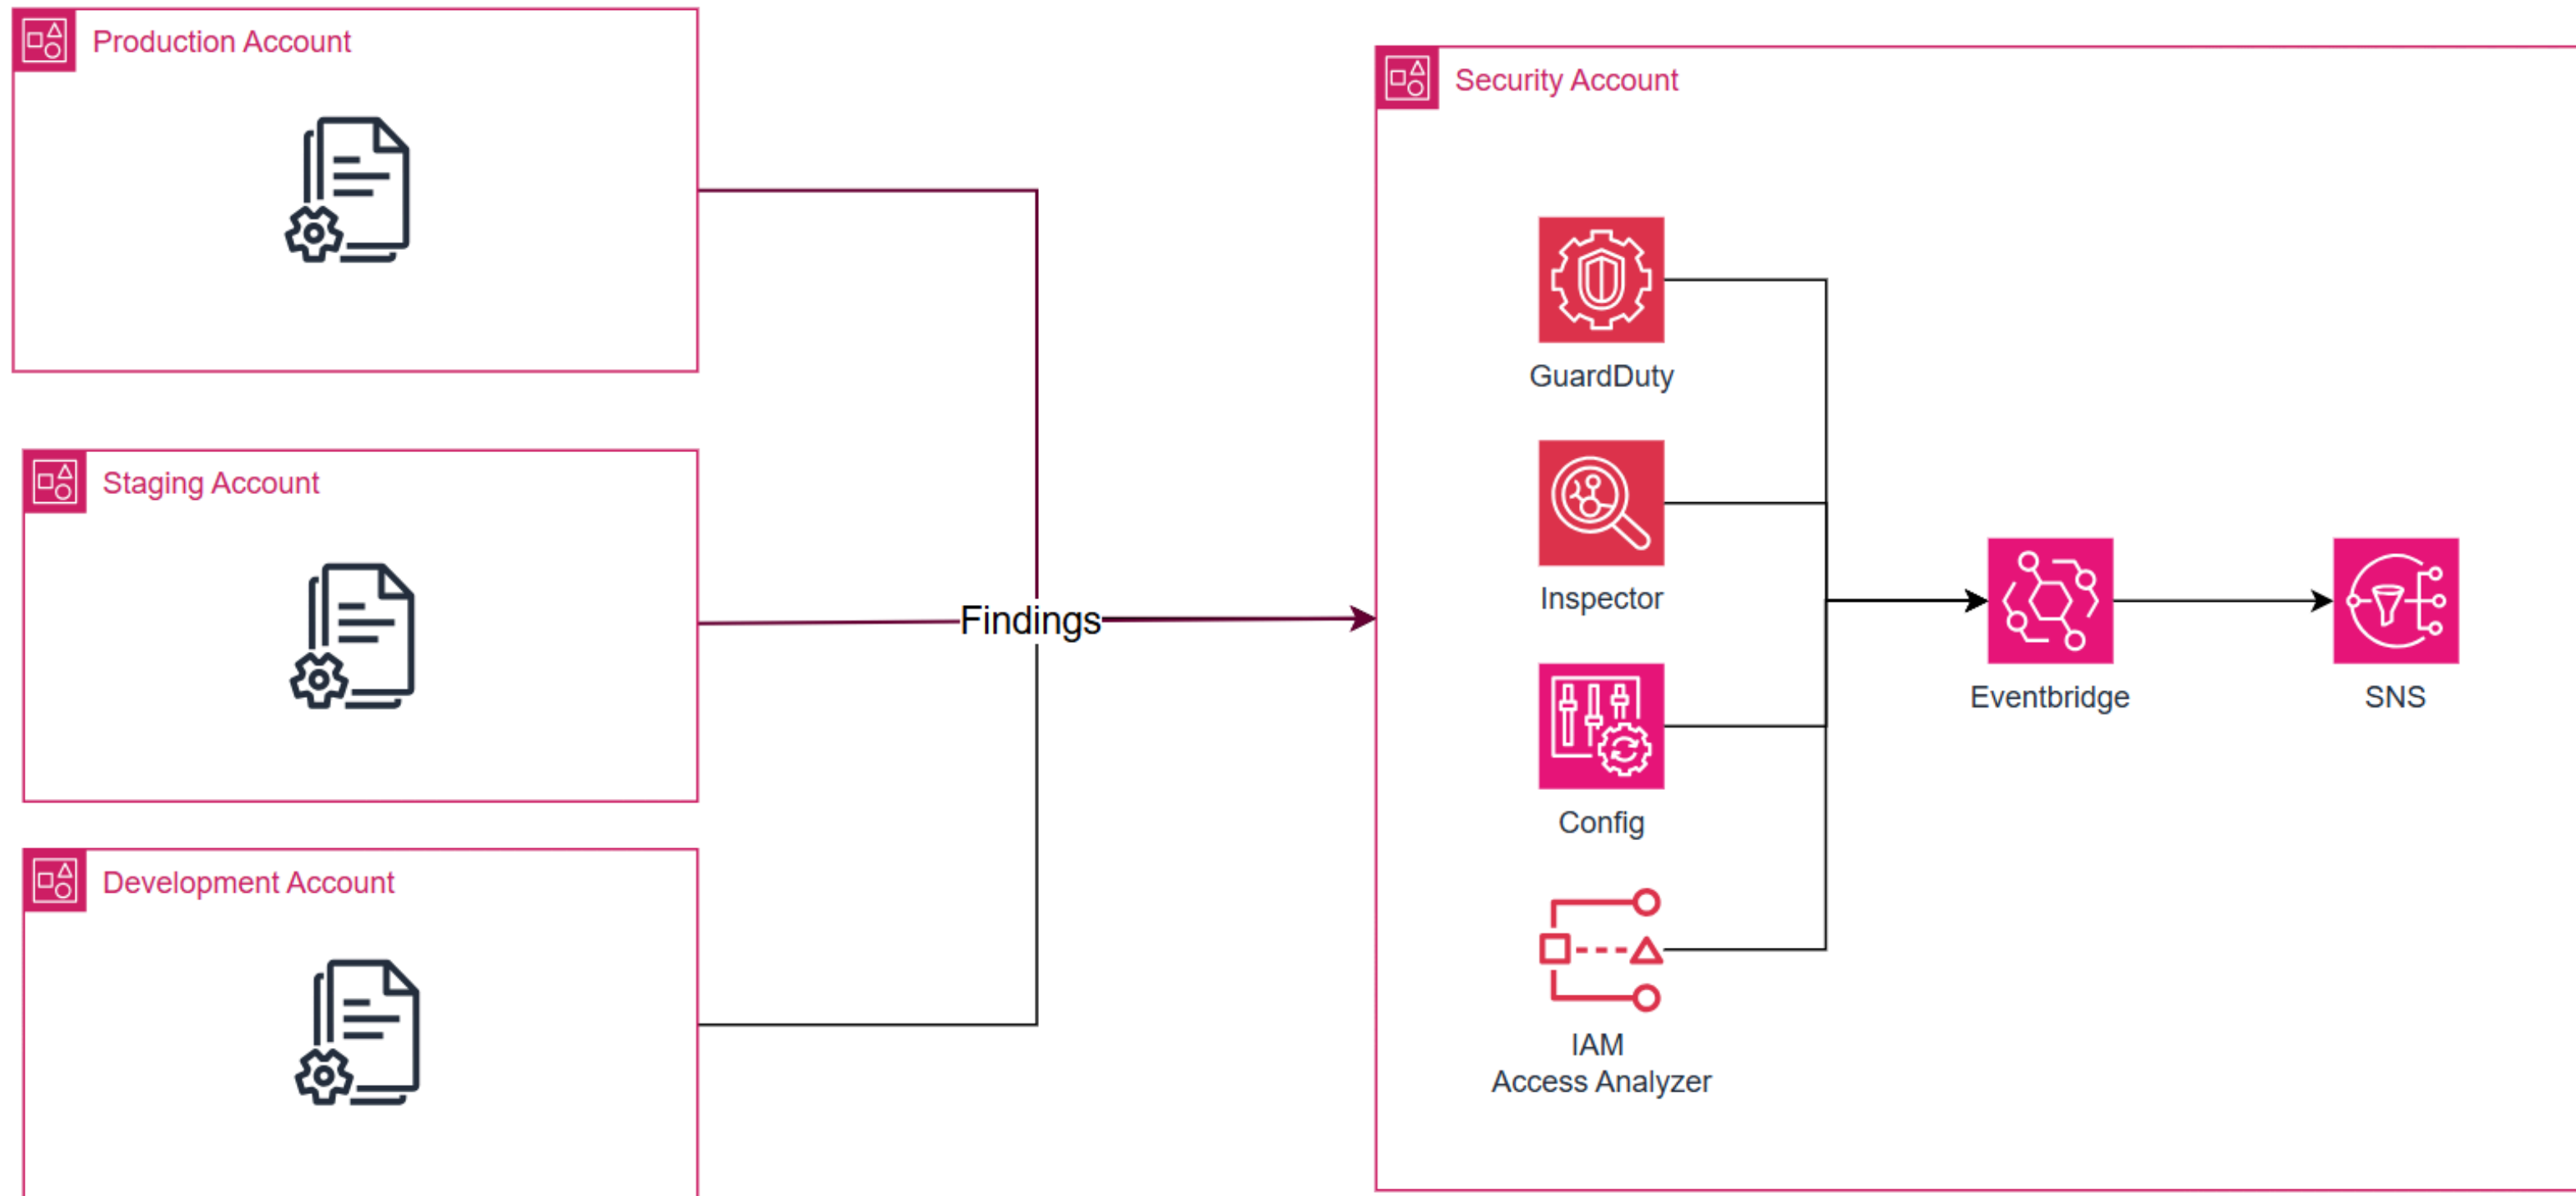 Production Account
Staging Account
Development Account
Findings
Security Account
GuardDuty
Inspector
Config
IAM
Access Analyzer
Eventbridge
SNS